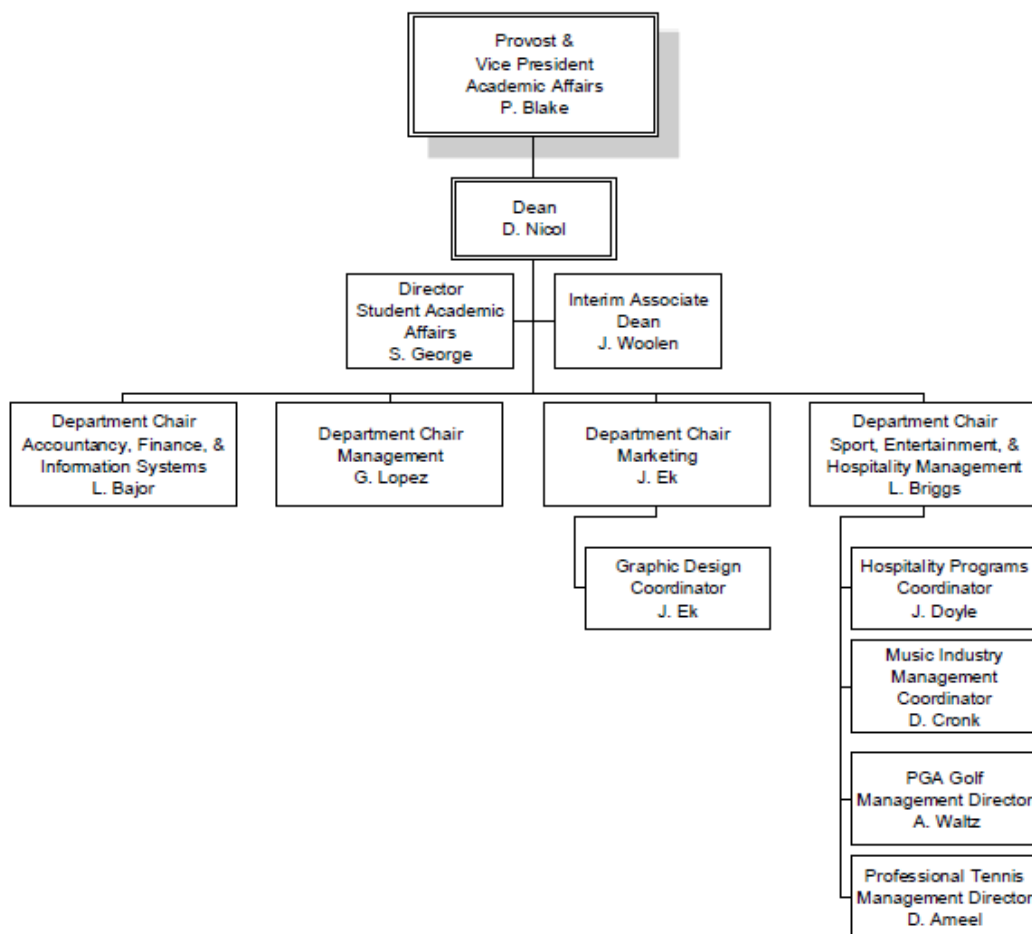 Provost &
Vice President
Academic Affairs
P. Blake
Dean
D. Nicol
Director
Student Academic
Affairs
S. George
Interim Associate
Dean
J. Woolen
Department Chair
Accountancy, Finance, &
Information Systems
L. Bajor
Department Chair
Management
G. Lopez
Department Chair
Marketing
J. Ek
Department Chair
Sport, Entertainment, &
Hospitality Management
L. Briggs
Graphic Design
Coordinator
J. Ek
Hospitality Programs
Coordinator
J. Doyle
Music Industry
Management
Coordinator
D. Cronk
PGA Golf
Management Director
A. Waltz
Professional Tennis
Management Director
D. Ameel